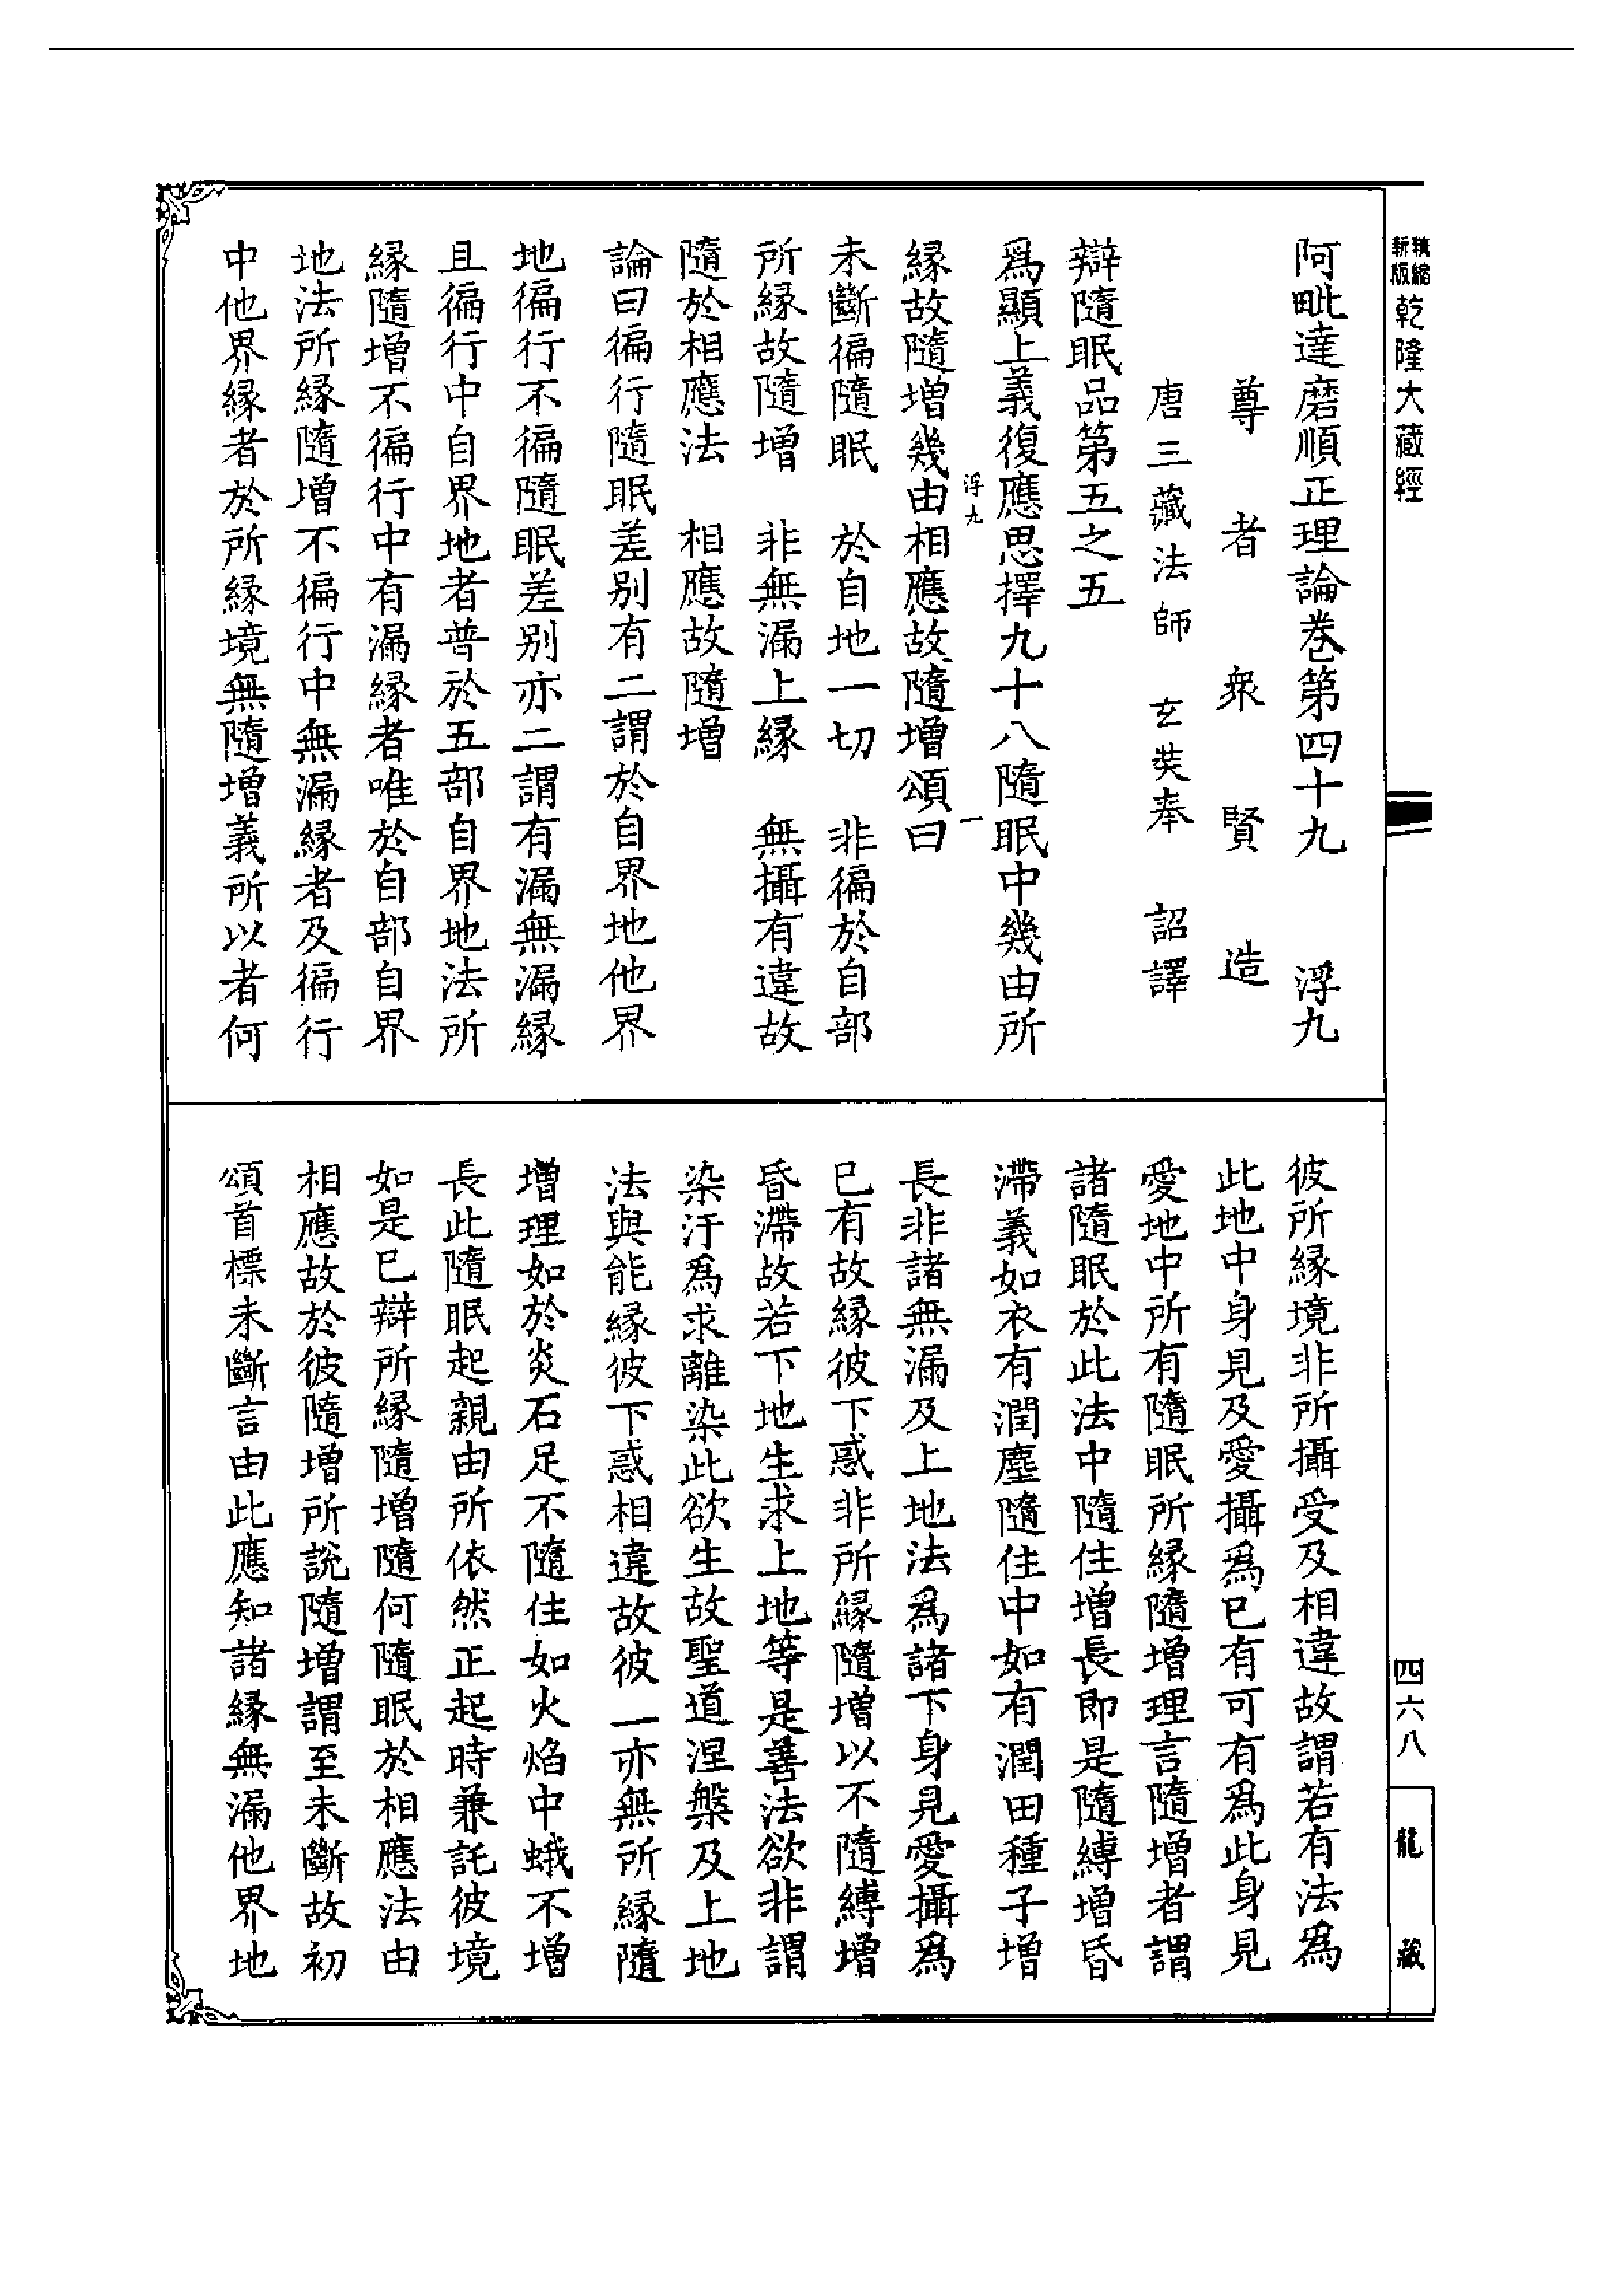 新縮
新版
乾隆大藏經
阿毗達磨順正理論卷第四十九 浮九
尊者衆賢造
唐三藏法師玄奘奉 詔譯
辯隨眠品第五之五
爲顯上義復應思擇九十八隨眠中幾由所
浮九 一
緣故隨增幾由相應故隨增頌曰
未斷徧隨眠 於自地一切 非徧於自部
所緣故隨增 非無漏上緣 無攝有違故
隨於相應法 相應故隨增
論曰徧行隨眠差別有二謂於自界地他界
地徧行不徧隨眠差別亦二謂有漏無漏緣
且徧行中自界地者普於五部自界地法所
緣隨增不徧行中有漏緣者唯於自部自界
地法所緣隨增不徧行中無漏緣者及徧行
中他界緣者於所緣境無隨增義所以者何
彼所緣境非所攝受及相違故謂若有法爲
此地中身見及愛攝爲已有可有爲此身見
愛地中所有隨眠所緣隨增理言隨增者謂
諸隨眠於此法中隨住增長即是隨縛增昏
滯義如衣有潤塵隨住中如有潤田種子增
長非諸無漏及上地法爲諸下身見愛攝爲
已有故緣彼下惑非所緣隨增以不隨縛增
昏滯故若下地生求上地等是善法欲非謂
染汙爲求離染此欲生故聖道涅槃及上地
法與能緣彼下惑相違故彼一亦無所緣隨
增理如於炎石足不隨住如火焰中蛾不增
長此隨眠起親由所依然正起時兼託彼境
如是已辯所緣隨增隨何隨眠於相應法由
相應故於彼隨增所説隨增謂至未斷故初
頌首標未斷言由此應知諸緣無漏他界地
四六八
龍藏